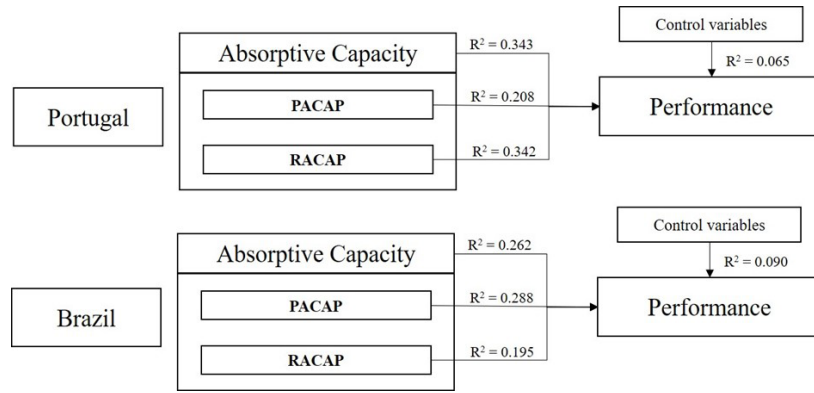 Control variables
R² = 0.343
Absorptive Capacity
R² = 0.065
PACAP
R² = 0.208
Performance
Portugal
RACAP
R² = 0.342
Control variables
R² = 0.262
Absorptive Capacity
R² = 0.090
PACAP
R² = 0.288
Performance
Brazil
RACAP
R² = 0.195